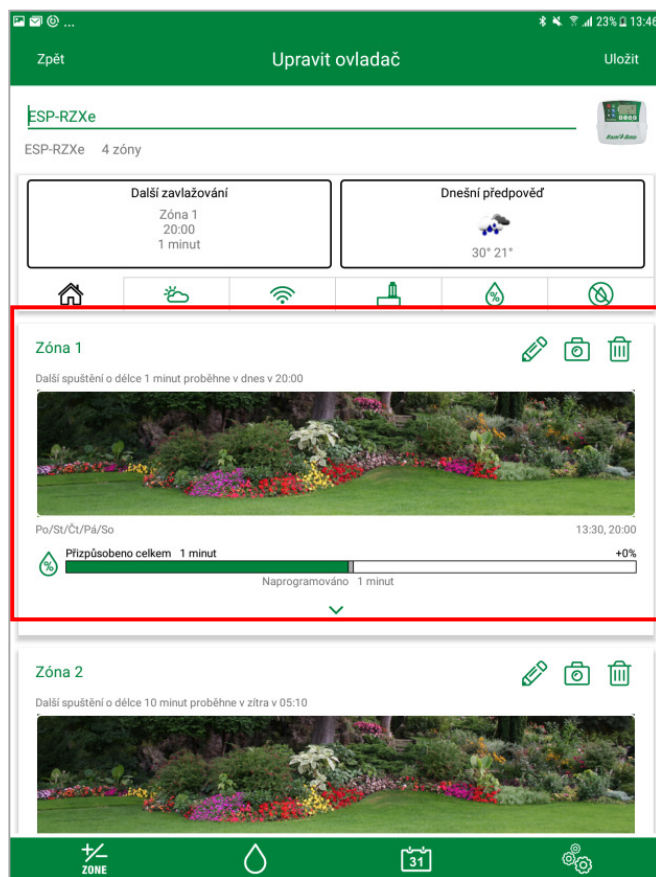 ... 23% 13:46
Zpět Upravit ovladač Uložit
ESP-RZXe
RAIN BIRD
ESP-RZXe 4 zóny
Další zavlažování
Zóna 1
20:00
1 minut
Dnešní předpověď
30° 21°
%
Zóna 1
Další spuštění o délce 1 minut proběhne v dnes v 20:00
Po/St/Čt/Pá/So 13:30, 20:00
% Přizpůsobeno celkem 1 minut +0%
Naprogramováno 1 minut
Zóna 2
Další spuštění o délce 10 minut proběhne v zítra v 05:10
+/- ZONE 31